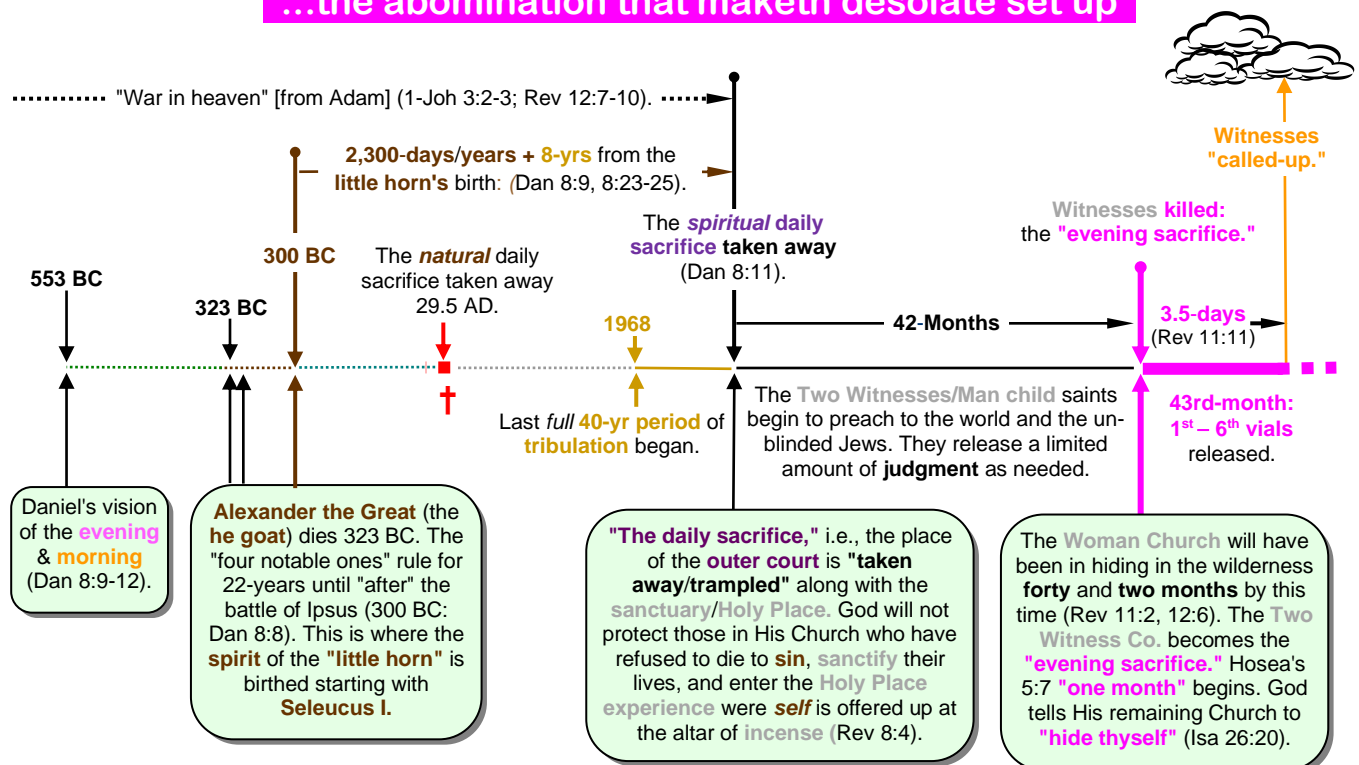 ...the abomination that maketh desolate set up
"War in heaven" [from Adam] (1-Joh 3:2-3; Rev 12:7-10).
2,300-days/years + 8-yrs from the
little horn's birth: (Dan 8:9, 8:23-25).
Witnesses
"called-up."
Witnesses killed:
the "evening sacrifice."
The spiritual daily
sacrifice taken away
(Dan 8:11).
300 BC
The natural daily
sacrifice taken away
29.5 AD.
553 BC
323 BC
1968
42-Months
3.5-days
(Rev 11:11)
Last full 40-yr period of
tribulation began.
The Two Witnesses/Man child saints
begin to preach to the world and the un-
blinded Jews. They release a limited
amount of judgment as needed.
43rd-month:
1st – 6th vials
released.
Daniel's vision
of the evening
& morning
(Dan 8:9-12).
Alexander the Great (the
he goat) dies 323 BC. The
"four notable ones" rule for
22-years until "after" the
battle of Ipsus (300 BC:
Dan 8:8). This is where the
spirit of the "little horn" is
birthed starting with
Seleucus I.
"The daily sacrifice," i.e., the place
of the outer court is "taken
away/trampled" along with the
sanctuary/Holy Place. God will not
protect those in His Church who have
refused to die to sin, sanctify their
lives, and enter the Holy Place
experience were self is offered up at
the altar of incense (Rev 8:4).
The Woman Church will have
been in hiding in the wilderness
forty and two months by this
time (Rev 11:2, 12:6). The Two
Witness Co. becomes the
"evening sacrifice." Hosea's
5:7 "one month" begins. God
tells His remaining Church to
"hide thyself" (Isa 26:20).